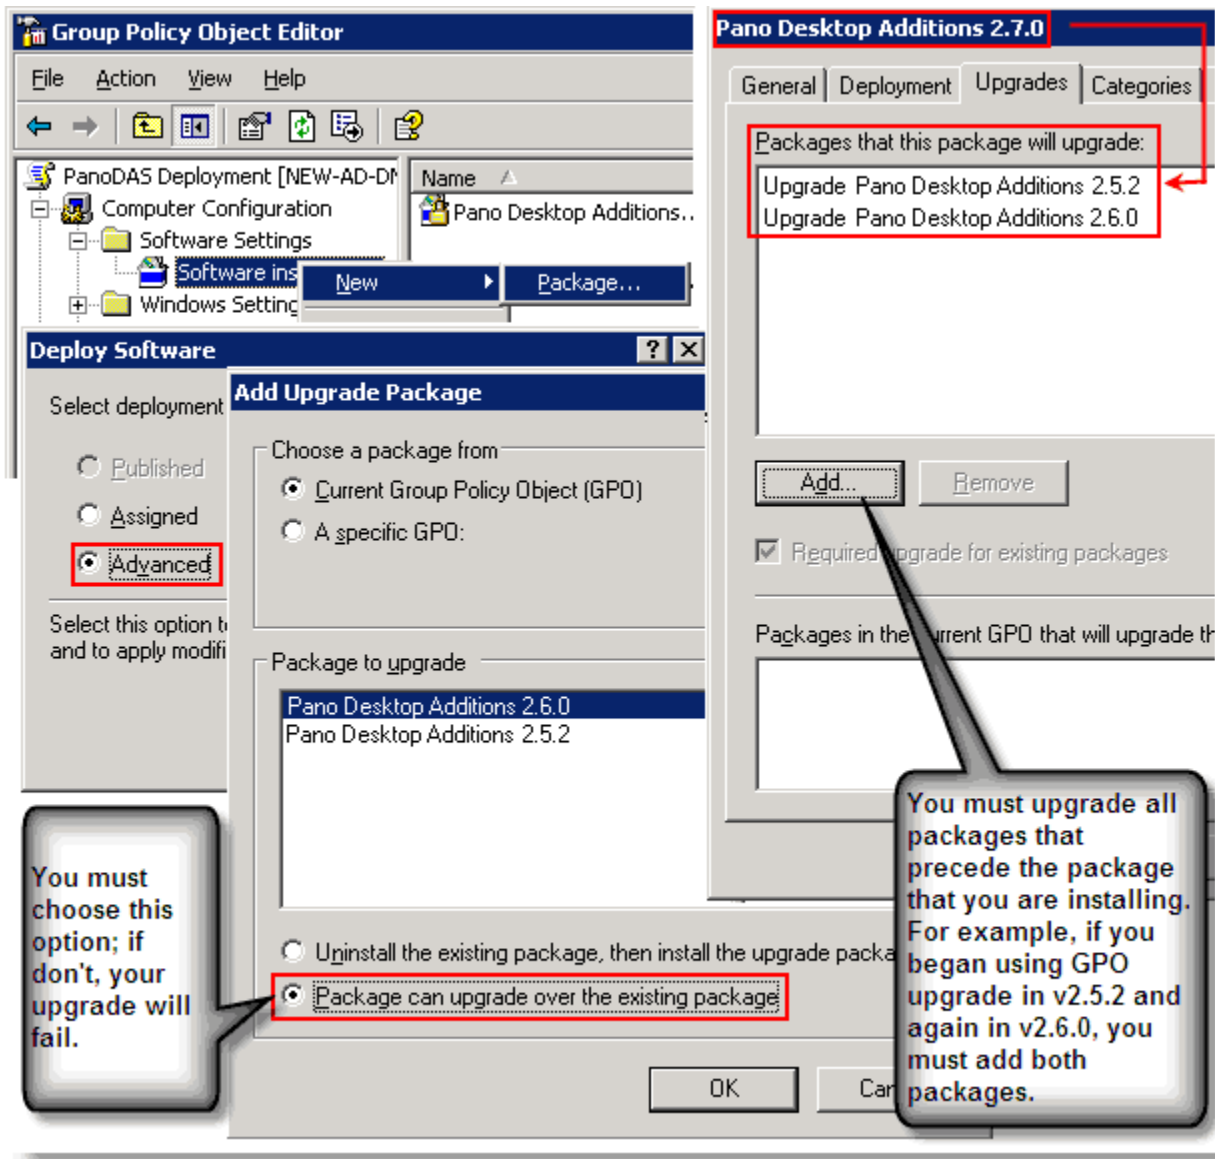 Group Policy Object Editor
File Action View Help
PanoDAS Deployment [NEW-AD-DN
Computer Configuration
Software Settings
Software ins
Windows Setting
Name
Pano Desktop Additions..
New
Package...
Deploy Software
Select deployment
Published
Assigned
Advanced
Select this option t
and to apply modifi
Add Upgrade Package
Choose a package from
Current Group Policy Object (GPO)
A specific GPO:
Package to upgrade
Pano Desktop Additions 2.6.0
Pano Desktop Additions 2.5.2
Uninstall the existing package, then install the upgrade packa
Package can upgrade over the existing package
OK
Can
You must
choose this
option; if
don't, your
upgrade will
fail.
Pano Desktop Additions 2.7.0
General Deployment Upgrades Categories
Packages that this package will upgrade:
Upgrade Pano Desktop Additions 2.5.2
Upgrade Pano Desktop Additions 2.6.0
Add...
Remove
Required upgrade for existing packages
Packages in the current GPO that will upgrade th
You must upgrade all
packages that
precede the package
that you are installing.
For example, if you
began using GPO
upgrade in v2.5.2 and
again in v2.6.0, you
must add both
packages.